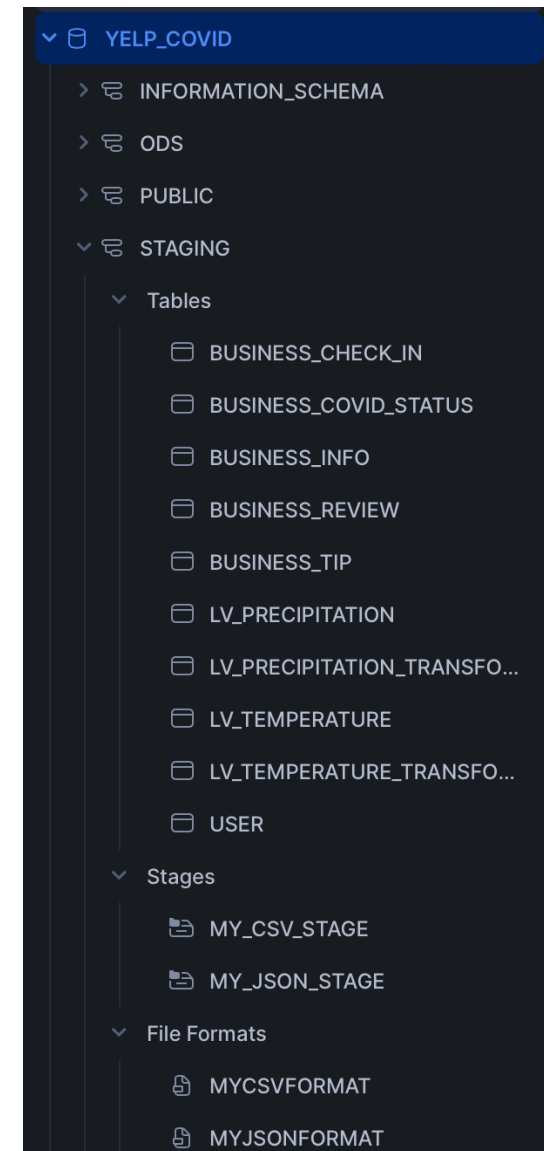 YELP_COVID
INFORMATION_SCHEMA
ODS
PUBLIC
STAGING
Tables
BUSINESS_CHECK_IN
BUSINESS_COVID_STATUS
BUSINESS_INFO
BUSINESS_REVIEW
BUSINESS_TIP
LV_PRECIPITATION
LV_PRECIPITATION_TRANSFO...
LV_TEMPERATURE
LV_TEMPERATURE_TRANSFO...
USER
Stages
MY_CSV_STAGE
MY_JSON_STAGE
File Formats
MYCSVFORMAT
MYJSONFORMAT